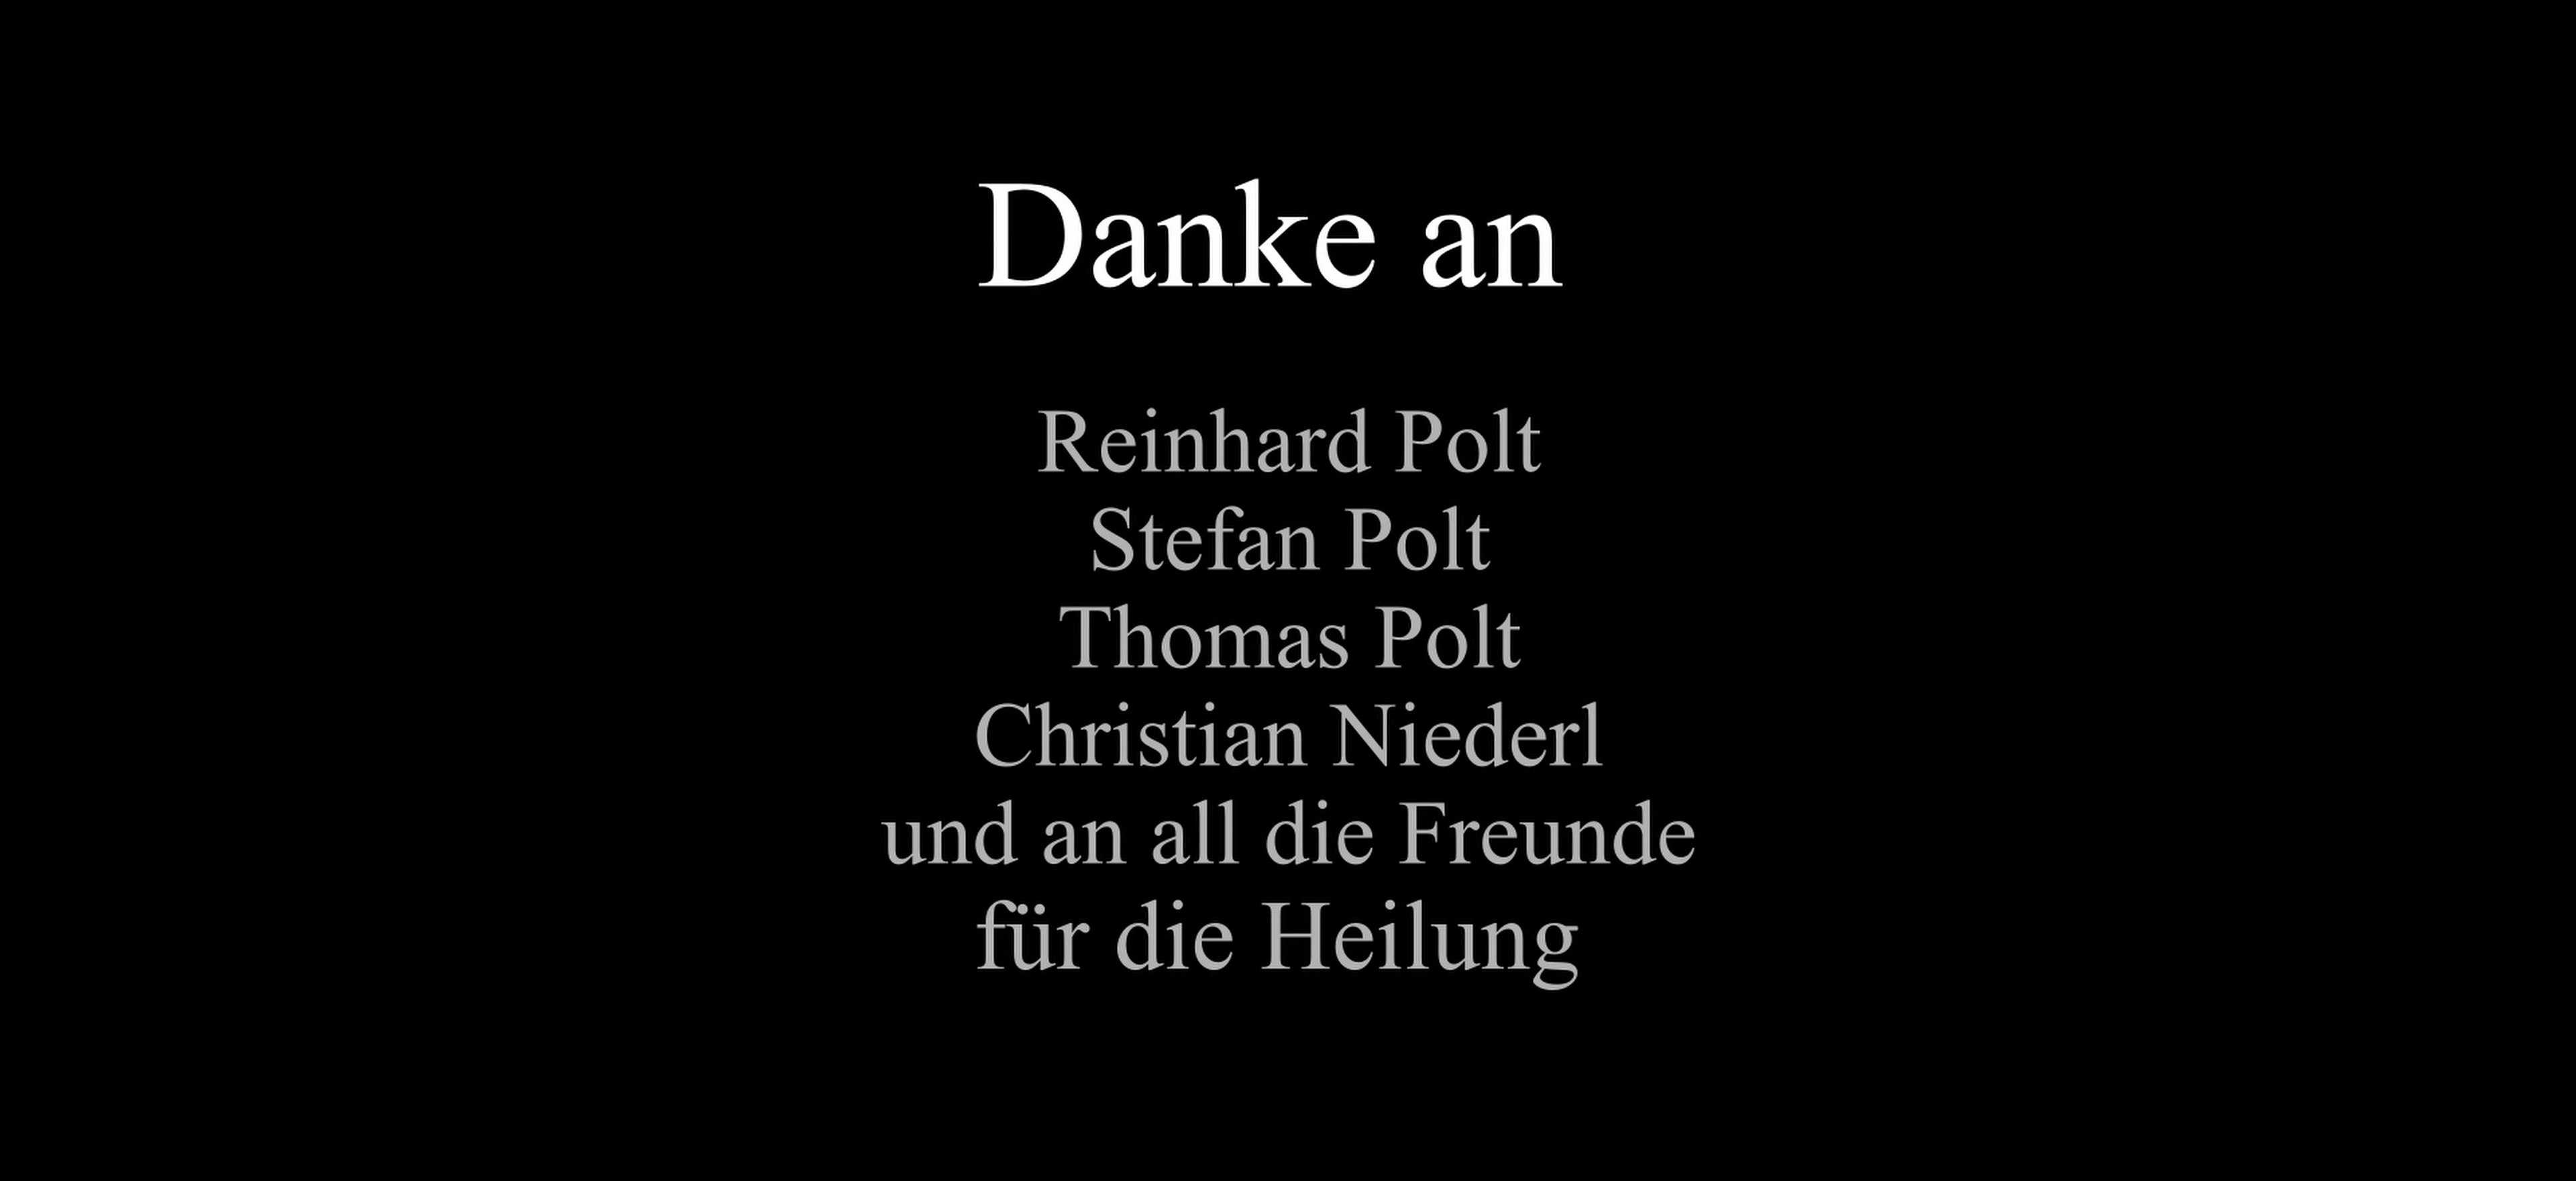 Danke an
Reinhard Polt
Stefan Polt
Thomas Polt
Christian Niederl
und an all die Freunde
für die Heilung